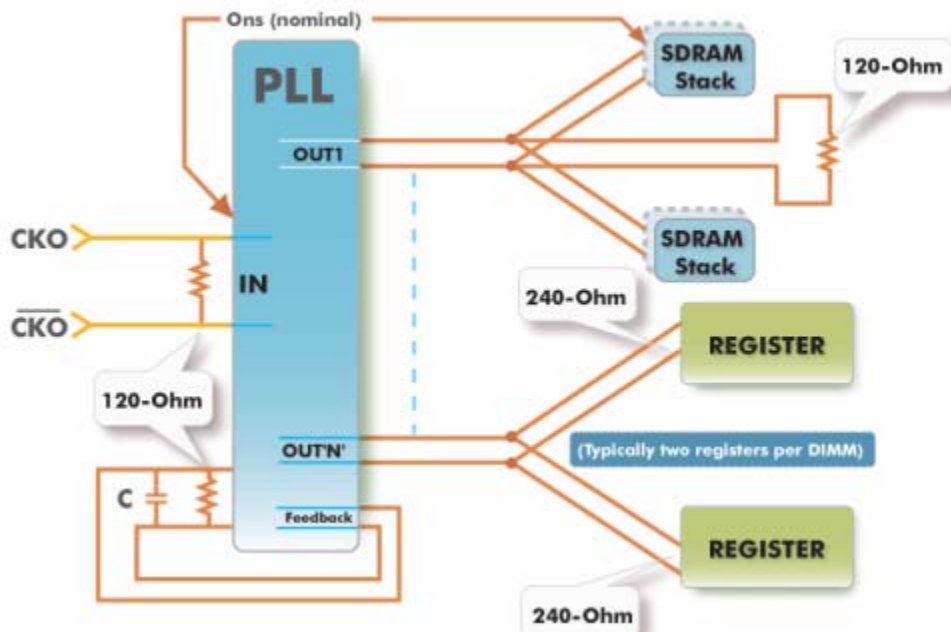 Ons (nominal)
PLL
SDRAM
Stack
120-Ohm
OUT1
CKO
SDRAM
Stack
IN
240-Ohm
CKO
REGISTER
120-Ohm
OUT'N'
(Typically two registers per DIMM)
C
Feedback
REGISTER
240-Ohm